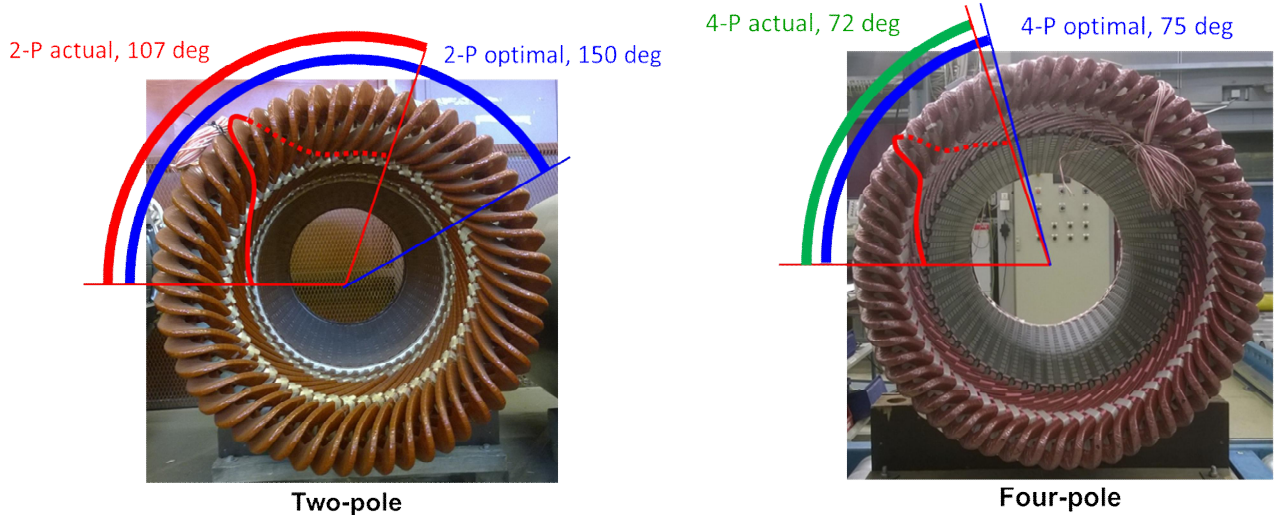 2-P actual, 107 deg
2-P optimal, 150 deg
4-P actual, 72 deg
4-P optimal, 75 deg
Two-pole
Four-pole